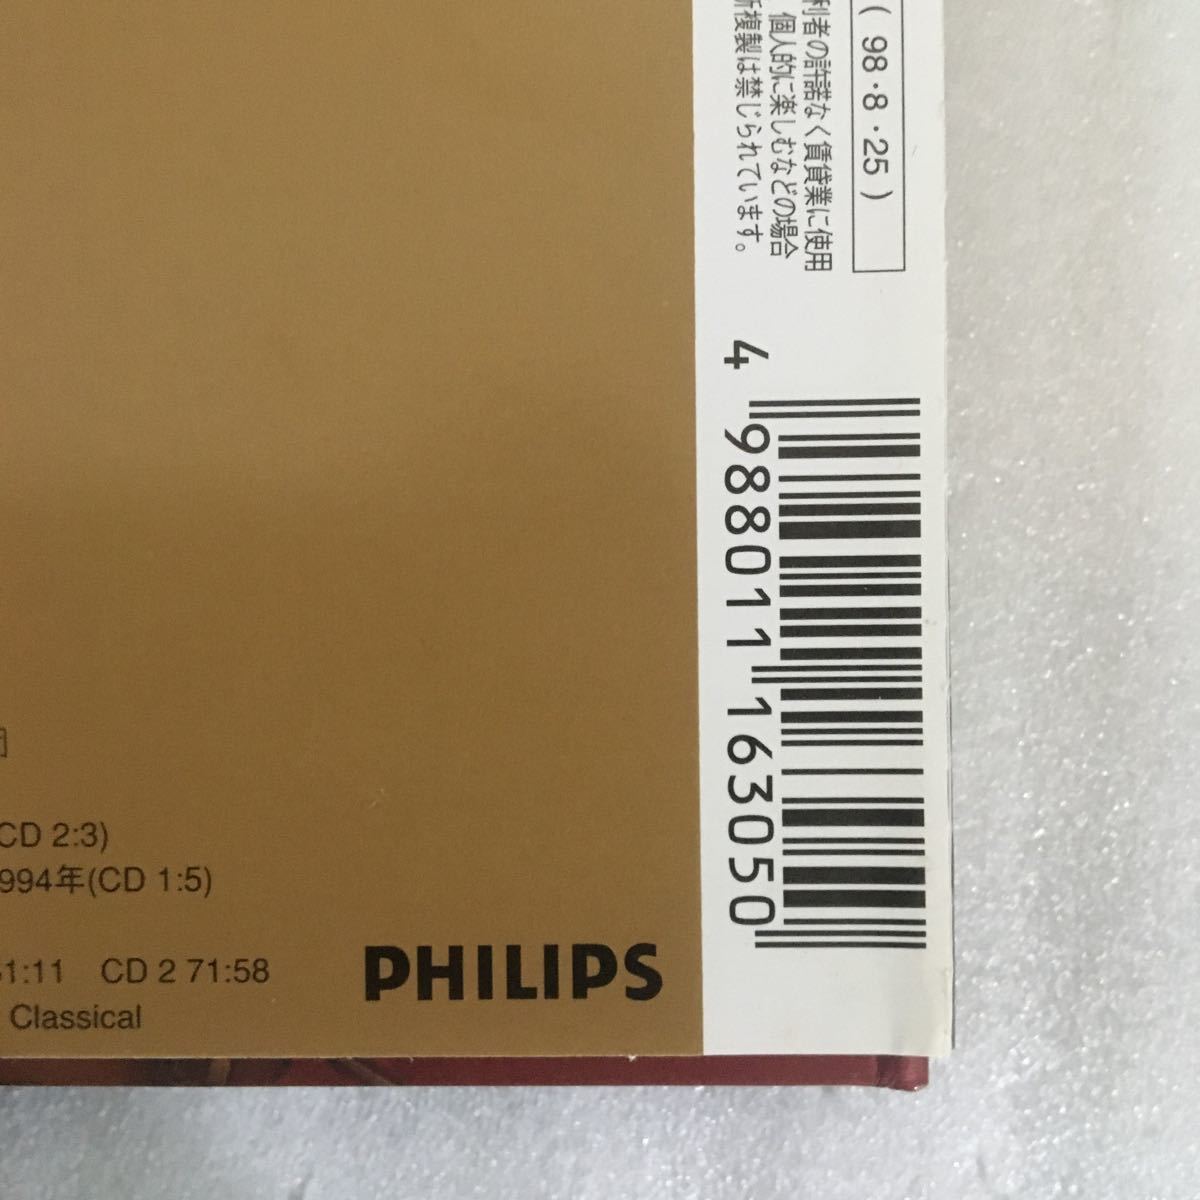 (98・8・25)
利者の許諾なく賃貸業に使用
個人的に楽しむなどの場合
複製は禁じられています。
4 988011 163050
CD 2:3)
994年(CD 1:5)
1:11 CD 2 71:58
Classical
PHILIPS